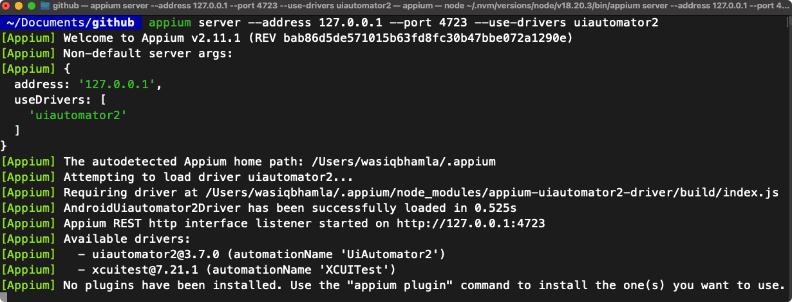 github — appium server --address 127.0.0.1 --port 4723 --use-drivers uiautomator2 — appium — node ~/.nvm/versions/node/v18.20.3/bin/appium server --address 127.0.0.1 --port 4...
~/Documents/github appium server --address 127.0.0.1 --port 4723 --use-drivers uiautomator2
[Appium] Welcome to Appium v2.11.1 (REV bab86d5de571015b63fd8fc30b47bbe072a1290e)
[Appium] Non-default server args:
[Appium] {
  address: '127.0.0.1',
  useDrivers: [
    'uiautomator2'
  ]
}
[Appium] The autodetected Appium home path: /Users/wasiqbhamla/.appium
[Appium] Attempting to load driver uiautomator2...
[Appium] Requiring driver at /Users/wasiqbhamla/.appium/node_modules/appium-uiautomator2-driver/build/index.js
[Appium] AndroidUiautomator2Driver has been successfully loaded in 0.525s
[Appium] Appium REST http interface listener started on http://127.0.0.1:4723
[Appium] Available drivers:
[Appium]   - uiautomator2@3.7.0 (automationName 'UiAutomator2')
[Appium]   - xcuitest@7.21.1 (automationName 'XCUITest')
[Appium] No plugins have been installed. Use the "appium plugin" command to install the one(s) you want to use.